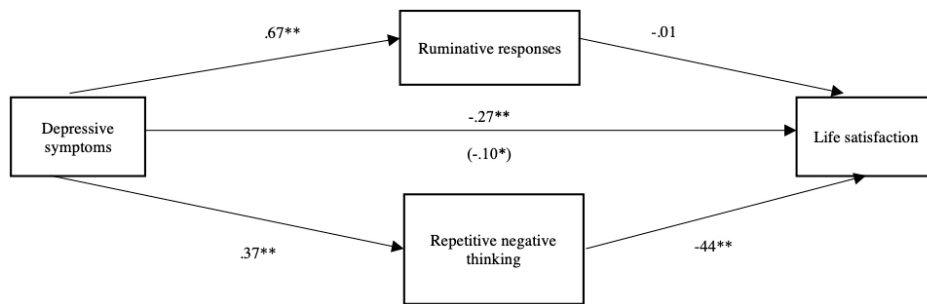 .67**
Ruminative responses
-.01
Depressive
symptoms
-.27**
(-.10*)
Life satisfaction
.37**
Repetitive negative
thinking
-44**